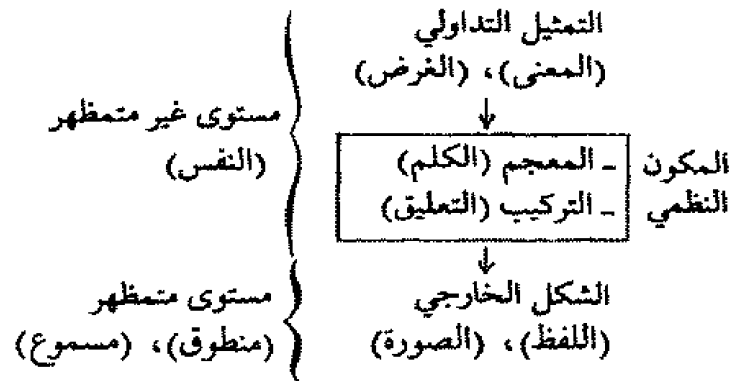 التمثيل التداولي
(المعنى)، (الغرض)
مستوى غير متمظهر
(النفس)
المكون
النظمي
ـ المعجم (الكلم)
ـ التركيب (التعليق)
الشكل الخارجي
(اللفظ)، (الصورة)
مستوى متمظهر
(منطوق)، (مسموع)